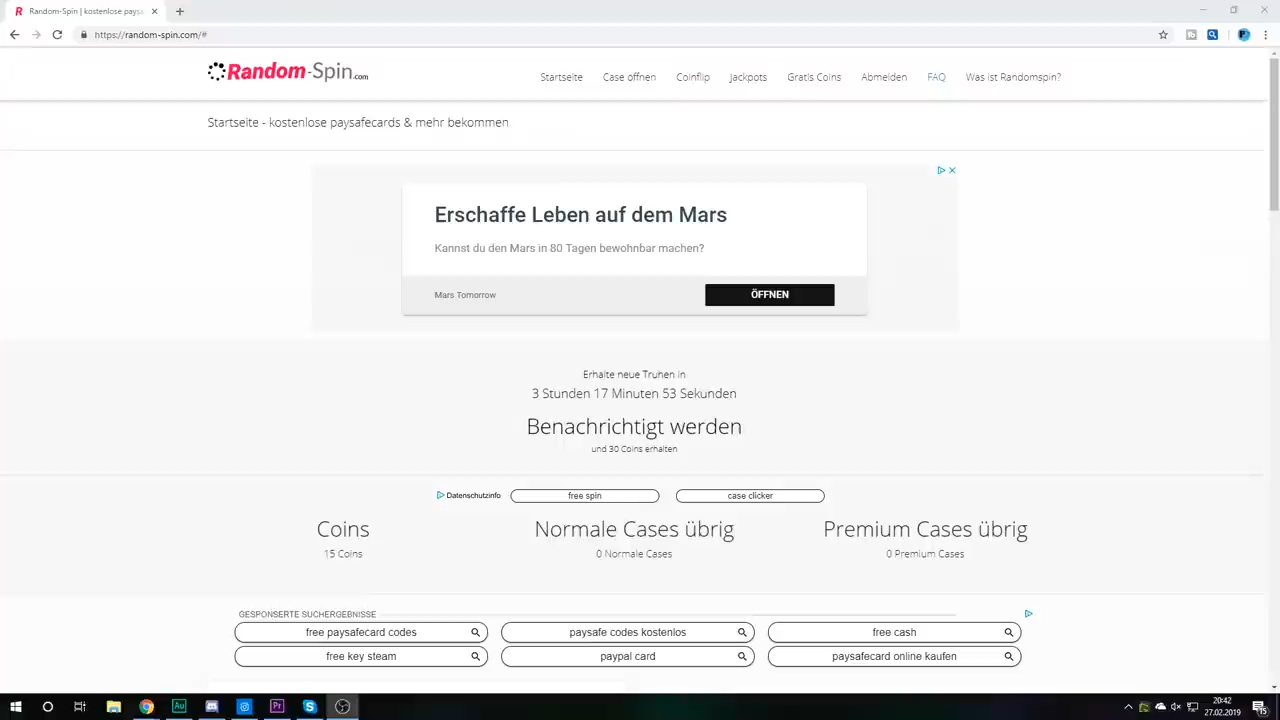 Random-Spin | kostenlose paysa
https://random-spin.com/#
Random-Spin.com
Startseite Case öffnen Coinflip Jackpots Gratis Coins Abmelden FAQ Was ist Randomspin?
Startseite - kostenlose paysafecards & mehr bekommen
Erschaffe Leben auf dem Mars
Kannst du den Mars in 80 Tagen bewohnbar machen?
Mars Tomorrow ÖFFNEN
Erhalte neue Truhen in
3 Stunden 17 Minuten 53 Sekunden
Benachrichtigt werden
und 30 Coins erhalten
Datenschutzinfo free spin case clicker
Coins Normale Cases übrig Premium Cases übrig
15 Coins 0 Normale Cases 0 Premium Cases
GESPONSERTE SUCHERGEBNISSE
free paysafecard codes paysafe codes kostenlos free cash
free key steam paypal card paysafecard online kaufen
20:42
27.02.2019